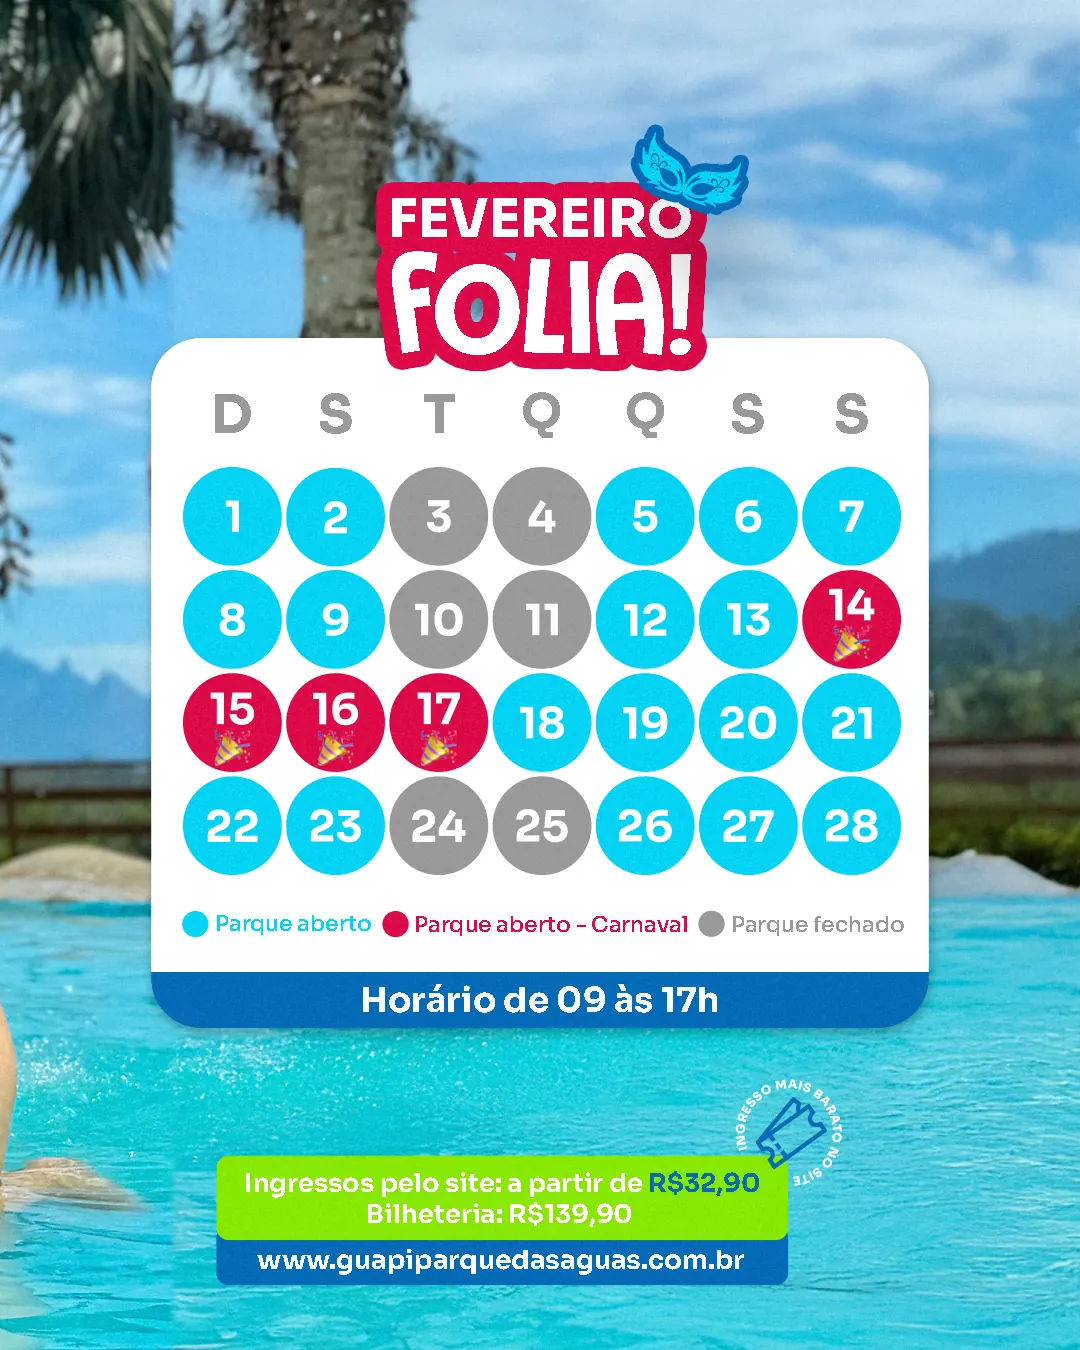 FEVEREIRO
FOLIA!
D S T Q Q S S
1 2 3 4 5 6 7
8 9 10 11 12 13 14
15 16 17 18 19 20 21
22 23 24 25 26 27 28
Parque aberto Parque aberto - Carnaval Parque fechado
Horário de 09 às 17h
INGRESSO MAIS BARATO NO SITE
Ingressos pelo site: a partir de R$32,90
Bilheteria: R$139,90
www.guapiparquedasaguas.com.br